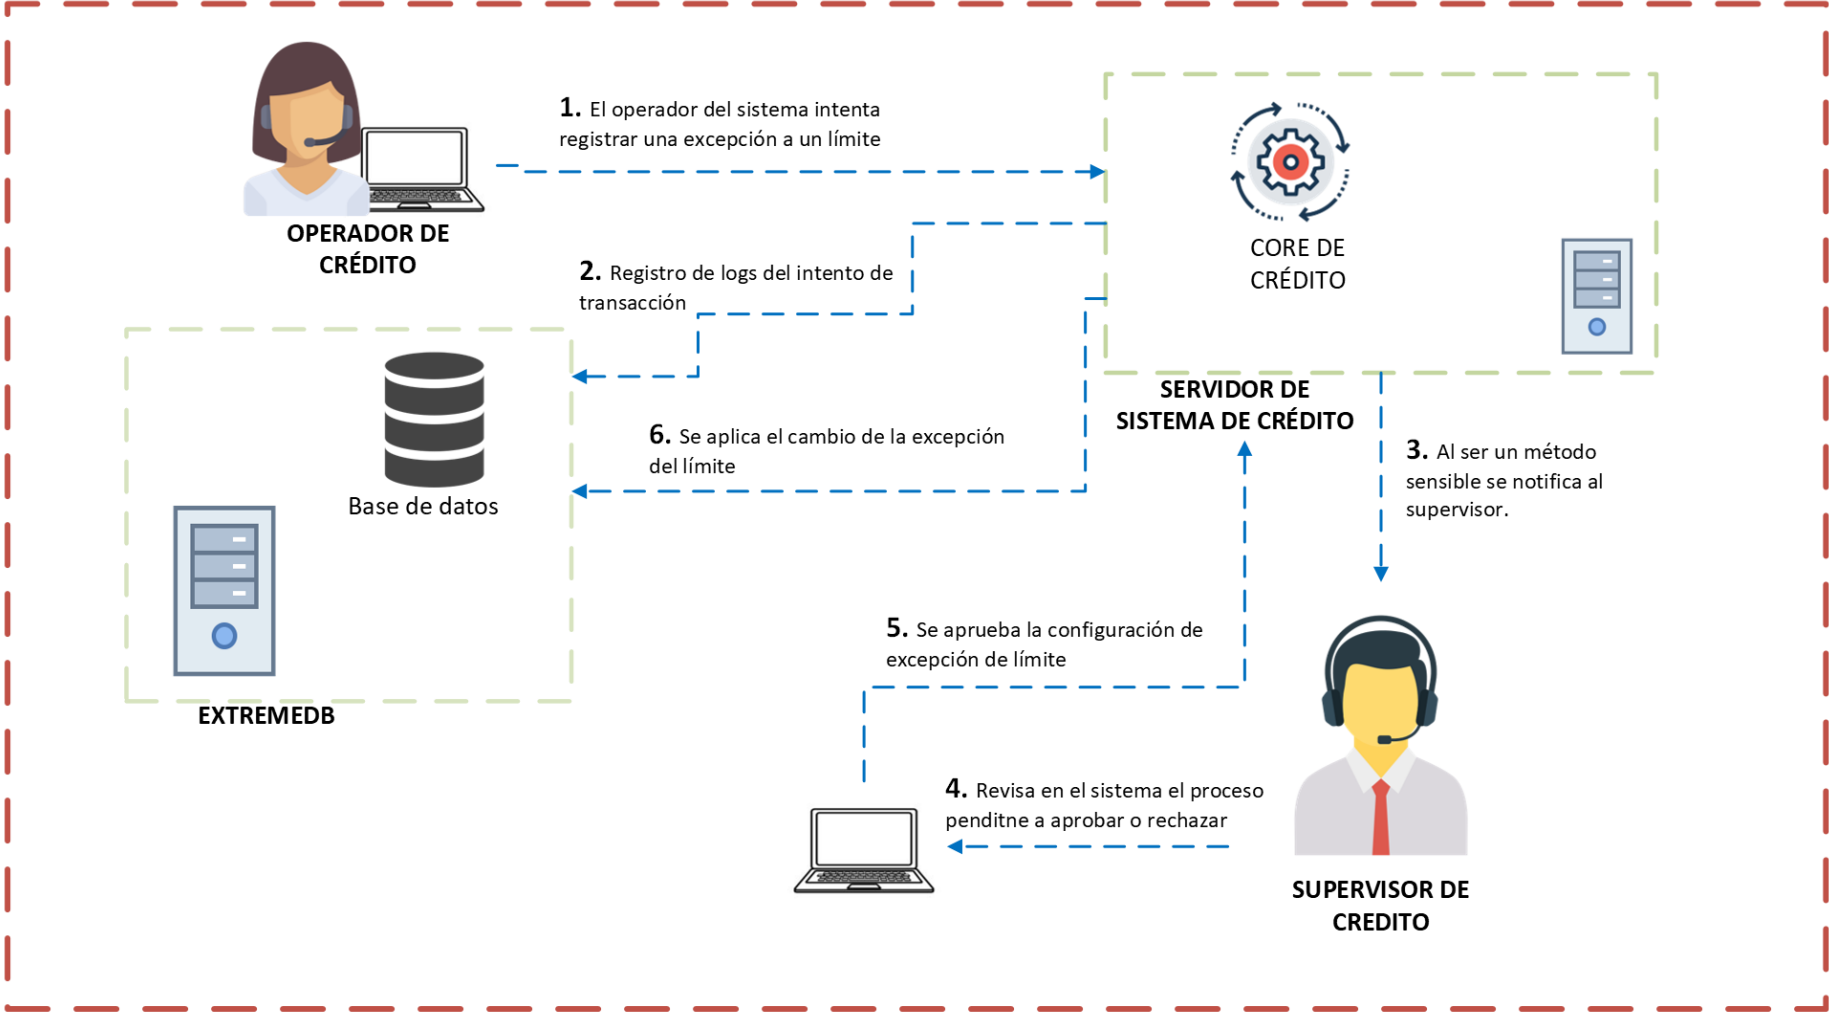 1. El operador del sistema intenta
registrar una excepción a un límite
OPERADOR DE
CRÉDITO
CORE DE
CRÉDITO
2. Registro de logs del intento de
transacción
SERVIDOR DE
SISTEMA DE CRÉDITO
6. Se aplica el cambio de la excepción
del límite
3. Al ser un método
sensible se notifica al
supervisor.
Base de datos
EXTREMEDB
5. Se aprueba la configuración de
excepción de límite
4. Revisa en el sistema el proceso
penditne a aprobar o rechazar
SUPERVISOR DE
CREDITO